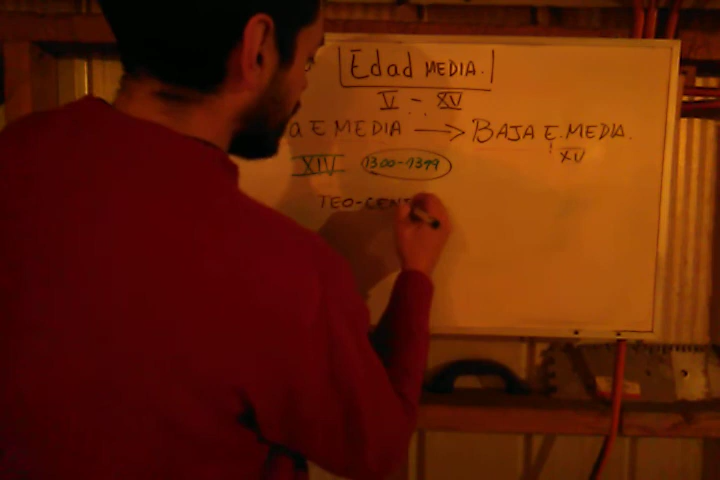 Edad MEDIA.
V - XV
E MEDIA → BAJA E. MEDIA.
XIV 1300-1399 XV
TEO-CENT